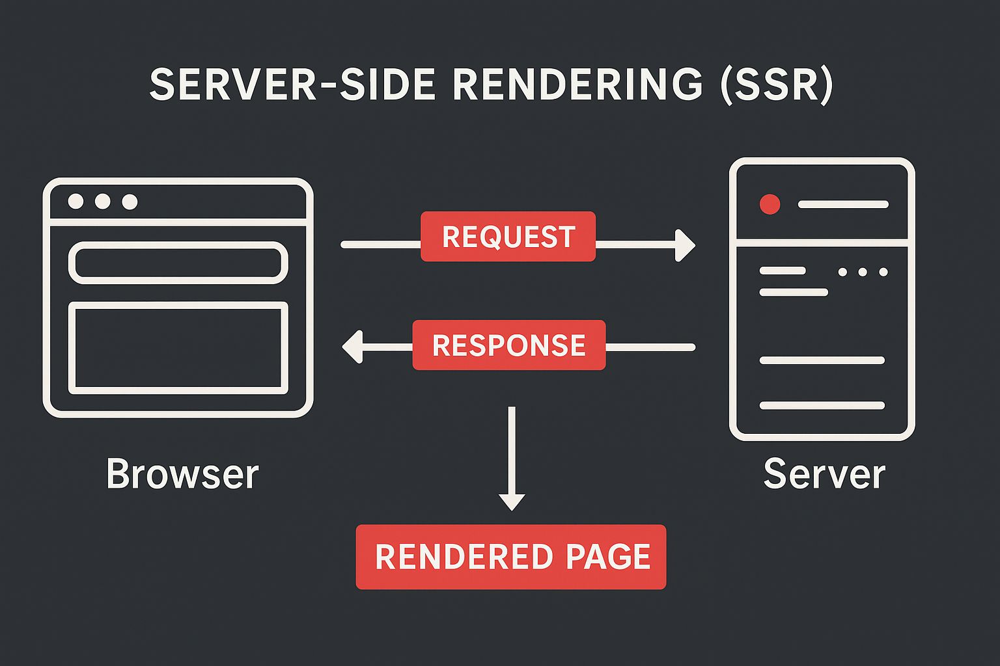 SERVER-SIDE RENDERING (SSR)
REQUEST
RESPONSE
Browser
Server
RENDERED PAGE